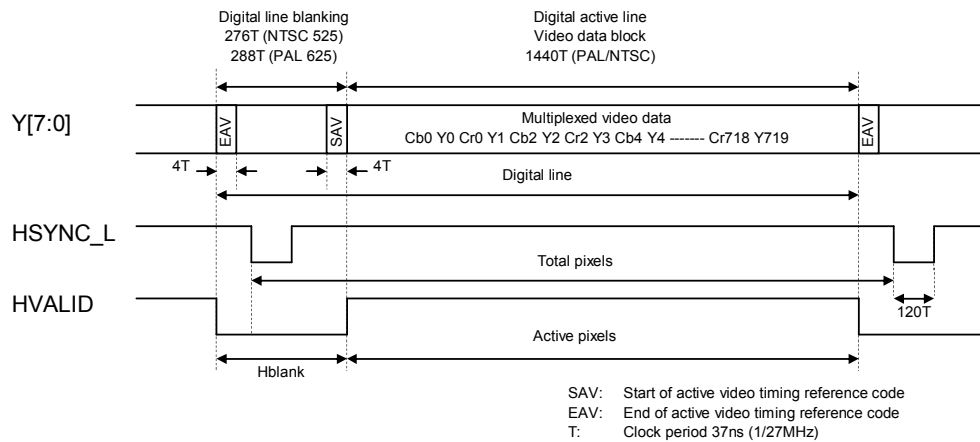 Digital line blanking
276T (NTSC 525)
288T (PAL 625)
Digital active line
Video data block
1440T (PAL/NTSC)
Y[7:0]
EAV
SAV
Multiplexed video data
Cb0 Y0 Cr0 Y1 Cb2 Y2 Cr2 Y3 Cb4 Y4 ------- Cr718 Y719
EAV
4T
4T
Digital line
HSYNC_L
Total pixels
HVALID
120T
Active pixels
Hblank
SAV: Start of active video timing reference code
EAV: End of active video timing reference code
T: Clock period 37ns (1/27MHz)